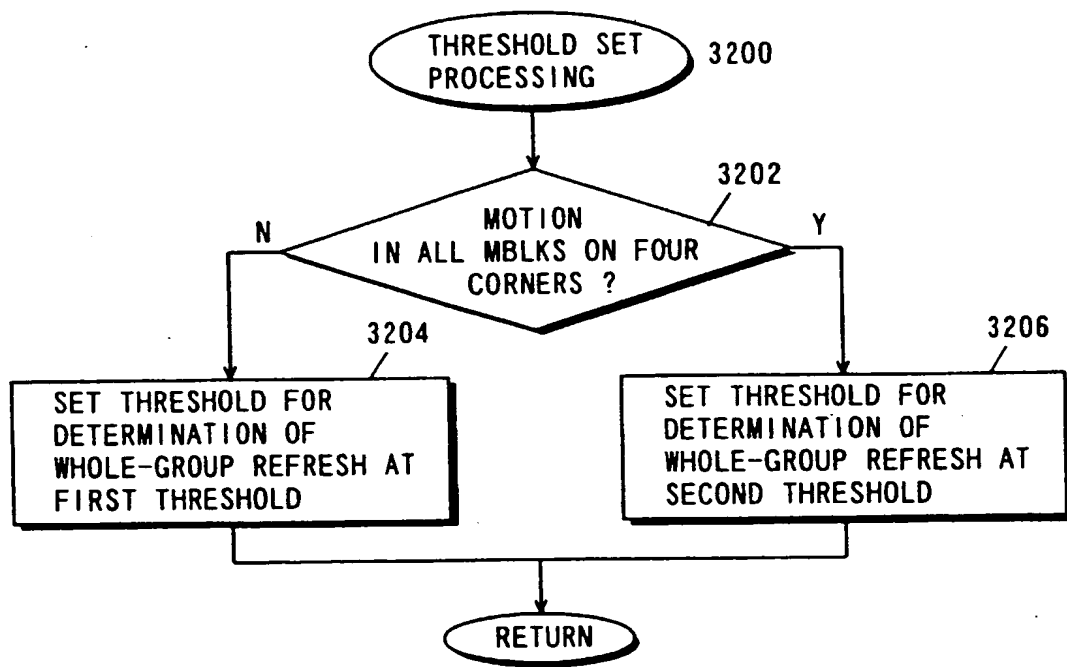 THRESHOLD SET
PROCESSING
3200
3202
MOTION
IN ALL MBLKS ON FOUR
CORNERS ?
N
Y
3204
3206
SET THRESHOLD FOR
DETERMINATION OF
WHOLE-GROUP REFRESH AT
FIRST THRESHOLD
SET THRESHOLD FOR
DETERMINATION OF
WHOLE-GROUP REFRESH AT
SECOND THRESHOLD
RETURN